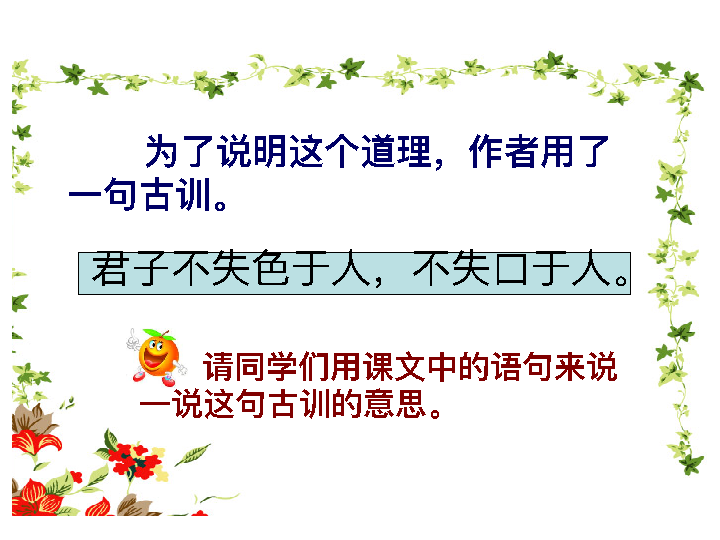 为了说明这个道理，作者用了
一句古训。
君子不失色于人，不失口于人。
请同学们用课文中的语句来说
一说这句古训的意思。